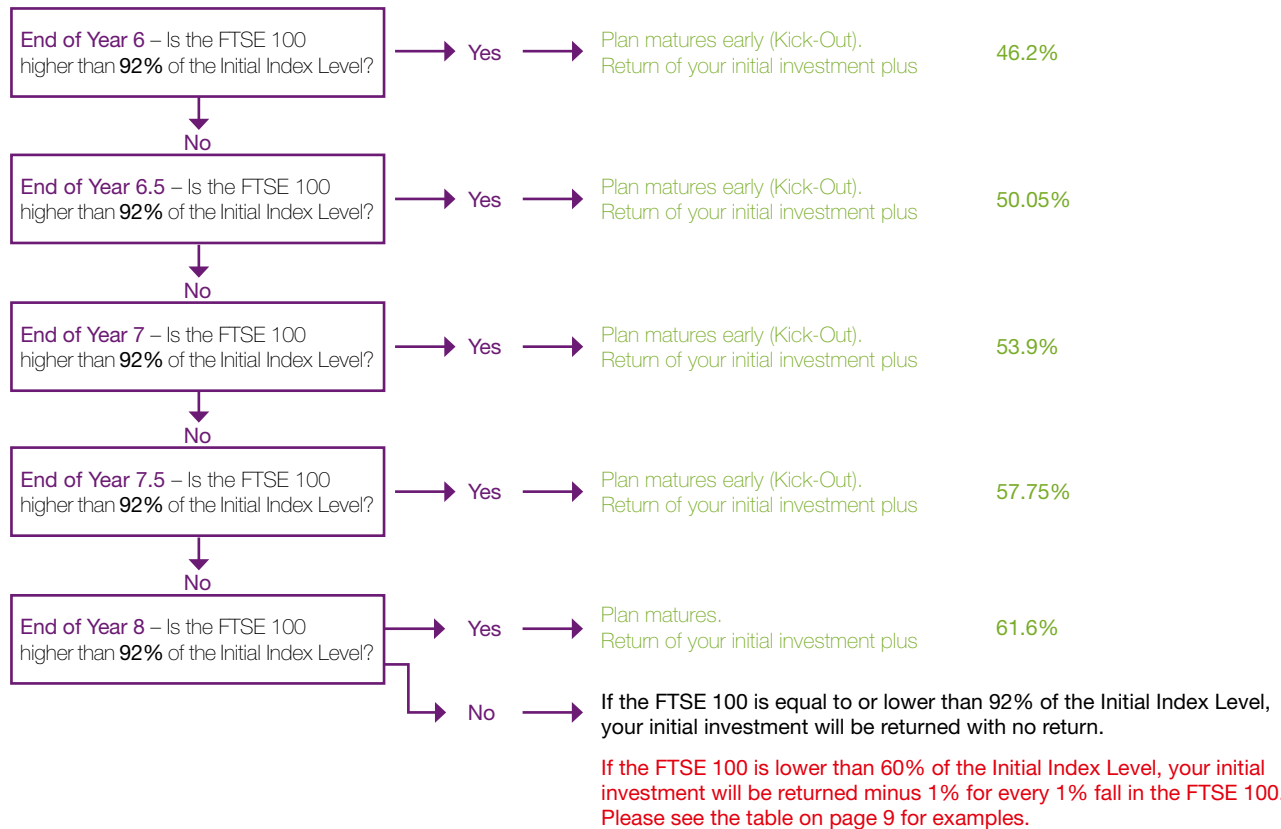 End of Year 6 – Is the FTSE 100
higher than 92% of the Initial Index Level?
Yes
Plan matures early (Kick-Out).
Return of your initial investment plus
46.2%
No
End of Year 6.5 – Is the FTSE 100
higher than 92% of the Initial Index Level?
Yes
Plan matures early (Kick-Out).
Return of your initial investment plus
50.05%
No
End of Year 7 – Is the FTSE 100
higher than 92% of the Initial Index Level?
Yes
Plan matures early (Kick-Out).
Return of your initial investment plus
53.9%
No
End of Year 7.5 – Is the FTSE 100
higher than 92% of the Initial Index Level?
Yes
Plan matures early (Kick-Out).
Return of your initial investment plus
57.75%
No
End of Year 8 – Is the FTSE 100
higher than 92% of the Initial Index Level?
Yes
Plan matures.
Return of your initial investment plus
61.6%
No
If the FTSE 100 is equal to or lower than 92% of the Initial Index Level,
your initial investment will be returned with no return.
If the FTSE 100 is lower than 60% of the Initial Index Level, your initial
investment will be returned minus 1% for every 1% fall in the FTSE 100.
Please see the table on page 9 for examples.